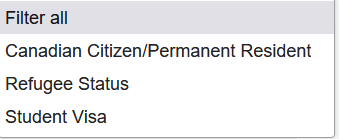 Filter all
Canadian Citizen/Permanent Resident
Refugee Status
Student Visa